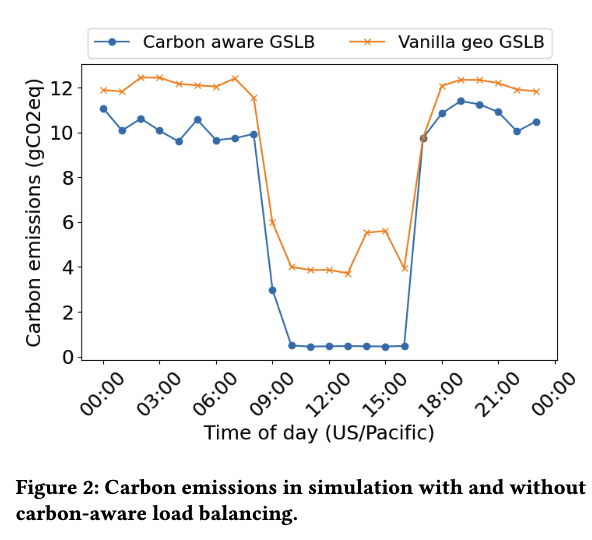 Carbon aware GSLB
Vanilla geo GSLB
Carbon emissions (gC02eq)
12
10
8
6
4
2
0
00:00
03:00
06:00
09:00
12:00
15:00
18:00
21:00
00:00
Time of day (US/Pacific)
Figure 2: Carbon emissions in simulation with and without
carbon-aware load balancing.